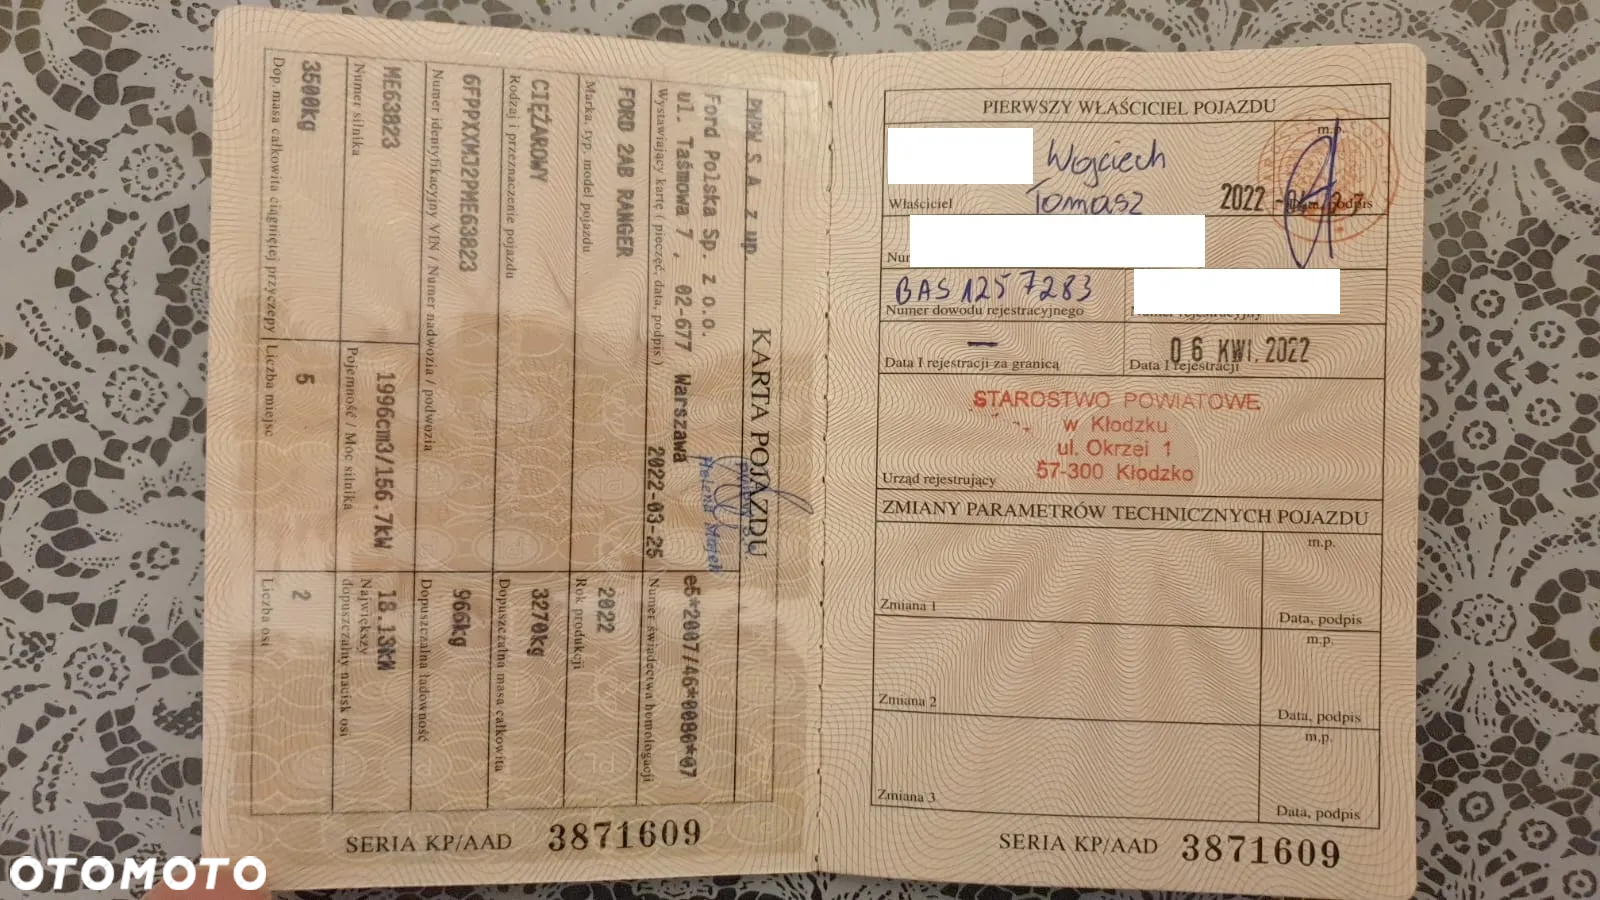 KARTA POJAZDU
PWPW S.A. z up.
Ford Polska Sp. z o.o.
ul. Taśmowa 7 , 02-677 Warszawa
2022-03-25
Wystawiający kartę ( pieczęć, data, podpis )
e5*2007/46*0080*07
Numer świadectwa homologacji
FORD 2AB RANGER
Marka, typ, model pojazdu
2022
Rok produkcji
CIĘŻAROWY
Rodzaj i przeznaczenie pojazdu
3270kg
Dopuszczalna masa całkowita
6FPPXXMJ2PME63823
Numer identyfikacyjny VIN / Numer nadwozia / podwozia
966kg
Dopuszczalna ładowność
ME63823
Numer silnika
1996cm3/156.7kW
Pojemność / Moc silnika
18.13kN
Największy
dopuszczalny nacisk osi
3500kg
Dop. masa całkowita ciągniętej przyczepy
5
Liczba miejsc
2
Liczba osi
SERIA KP/AAD 3871609
PIERWSZY WŁAŚCICIEL POJAZDU
m.p.
Wojciech
Tomasz
2022
Właściciel
Data, podpis
BAS 1257283
Numer dowodu rejestracyjnego
Numer rejestracyjny
06 KWI. 2022
Data I rejestracji za granicą
Data I rejestracji
STAROSTWO POWIATOWE
w Kłodzku
ul. Okrzei 1
57-300 Kłodzko
Urząd rejestrujący
ZMIANY PARAMETRÓW TECHNICZNYCH POJAZDU
m.p.
Zmiana 1
Data, podpis
m.p.
Zmiana 2
Data, podpis
m.p.
Zmiana 3
Data, podpis
SERIA KP/AAD 3871609
OTOMOTO